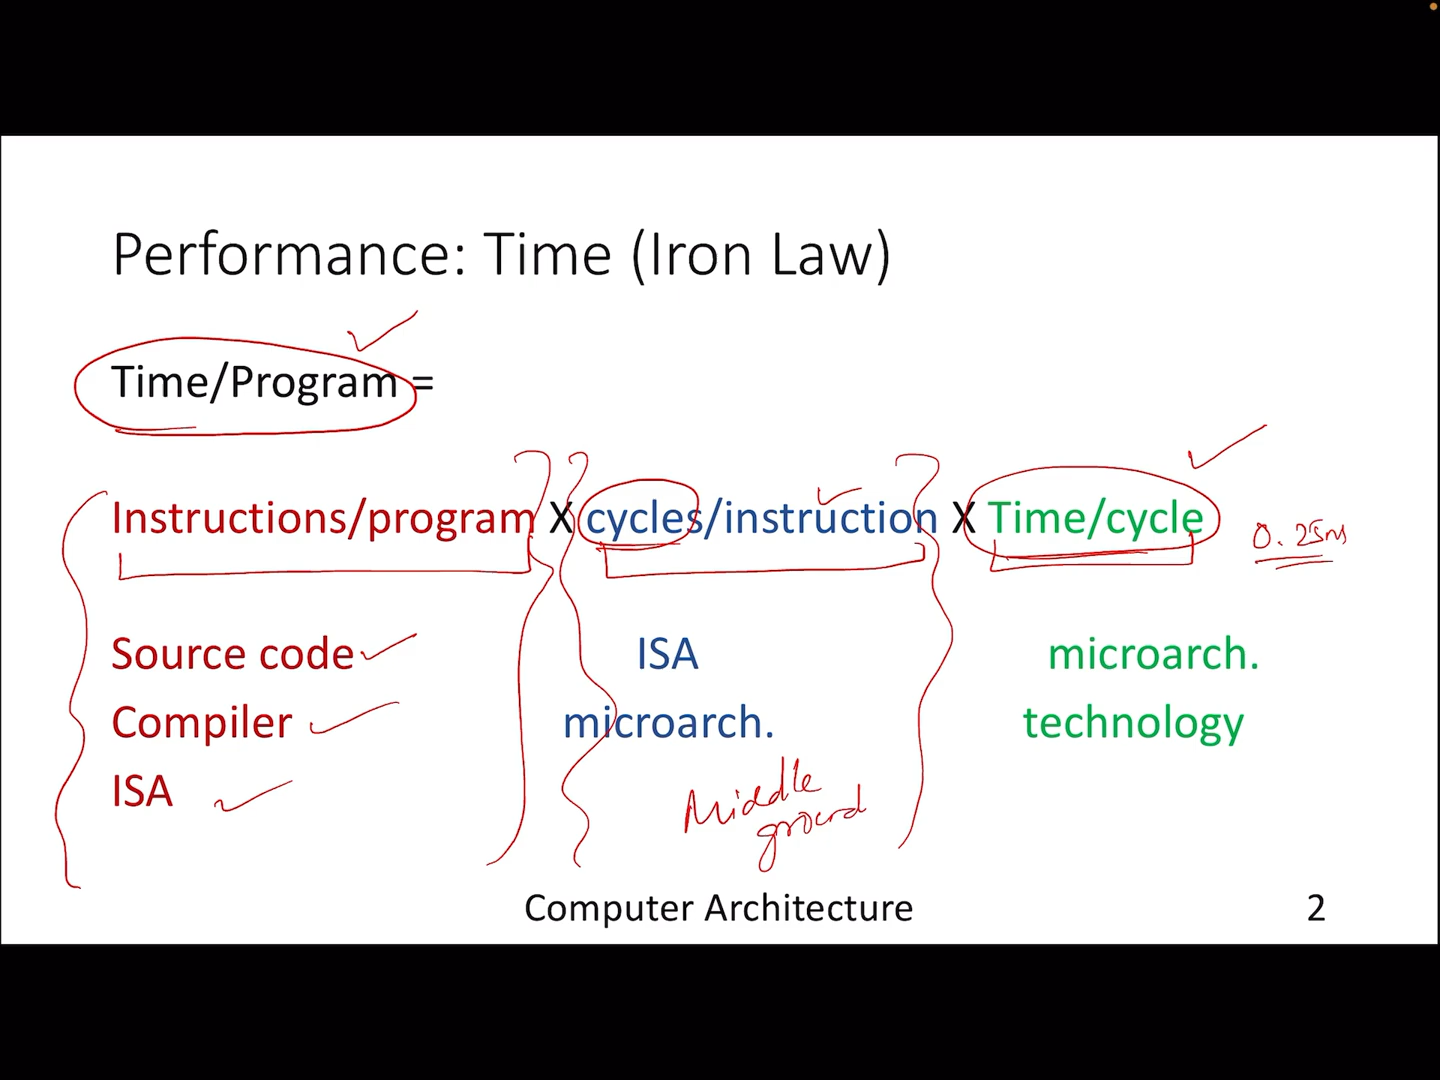 Performance: Time (Iron Law)
Time/Program =
Instructions/program X cycles/instruction X Time/cycle
0.25ns
Source code ISA microarch.
Compiler microarch. technology
ISA
Middle
ground
Computer Architecture 2